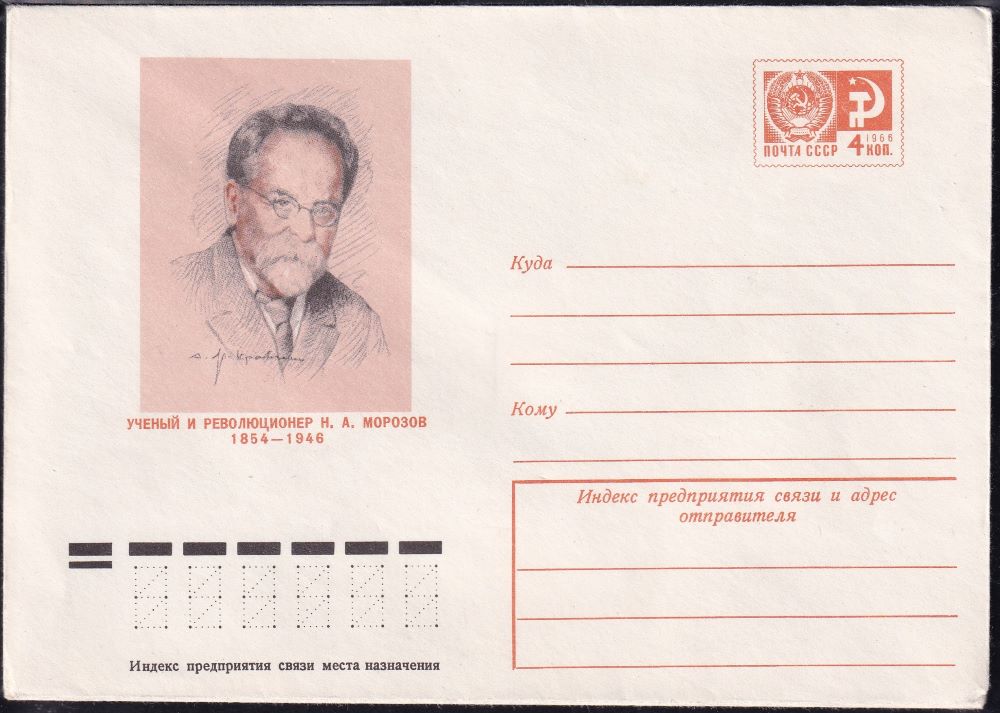 ПОЧТА СССР
1966
4 КОП.
УЧЕНЫЙ И РЕВОЛЮЦИОНЕР Н. А. МОРОЗОВ
1854—1946
Куда
Кому
Индекс предприятия связи и адрес
отправителя
Индекс предприятия связи места назначения